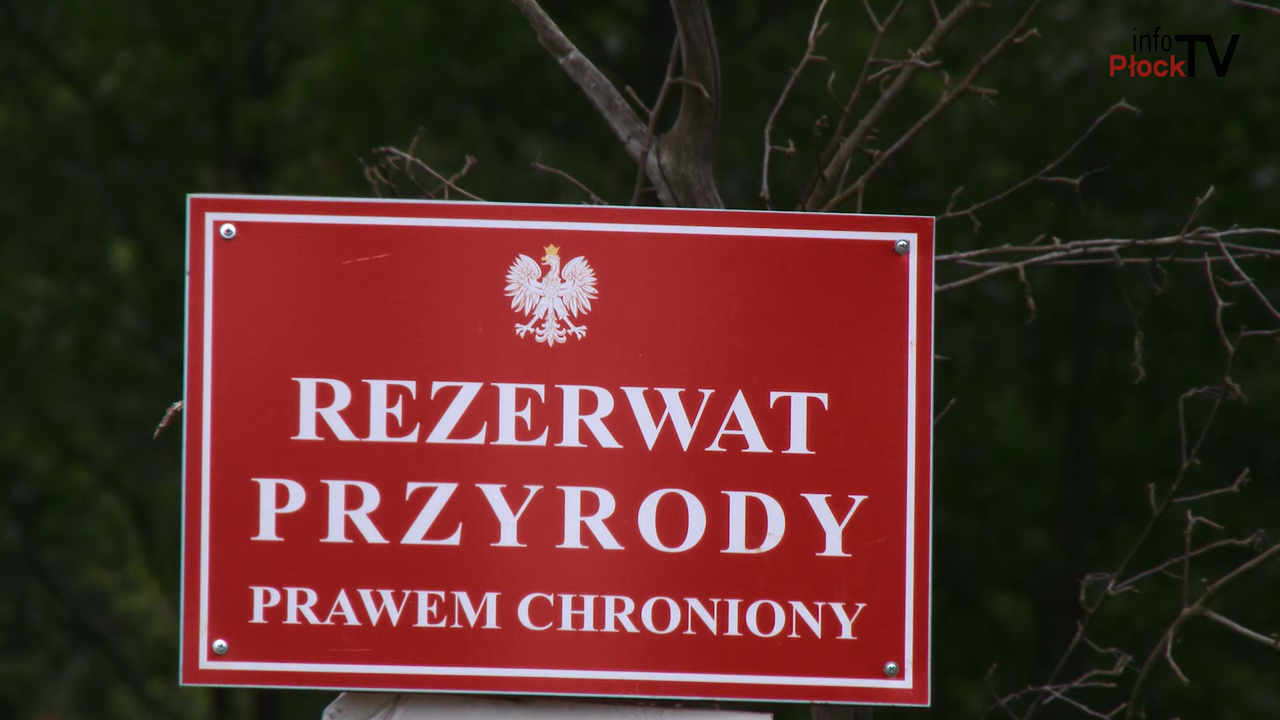 info
PłockTV
REZERWAT
PRZYRODY
PRAWEM CHRONIONY